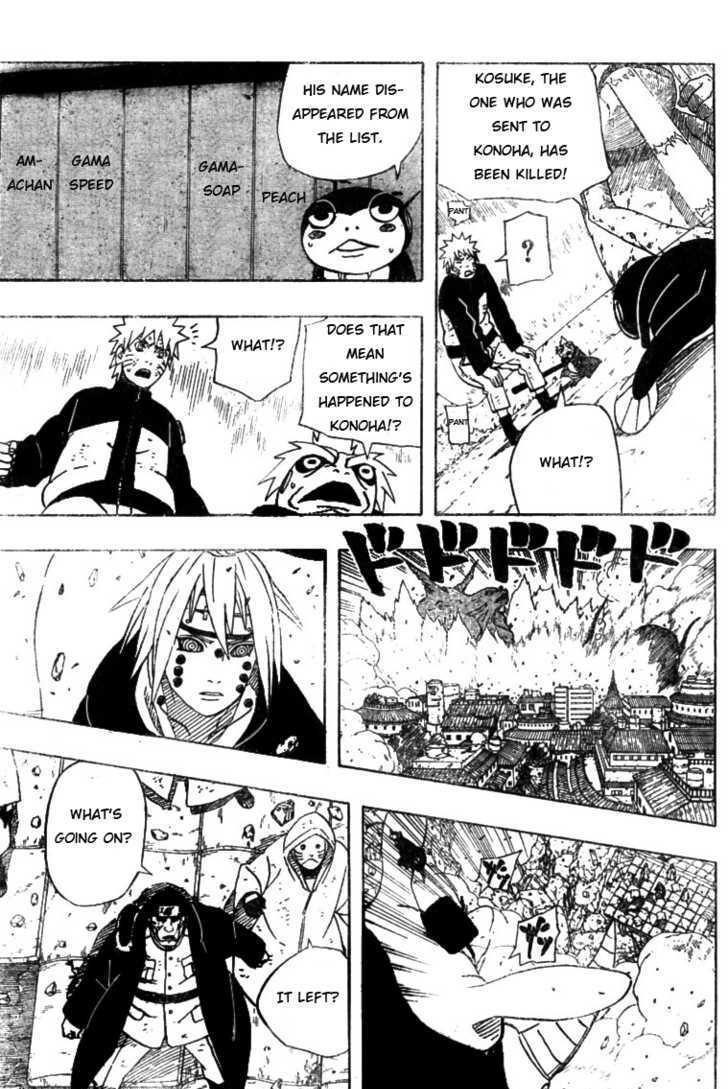 KOSUKE, THE
ONE WHO WAS
SENT TO
KONOHA, HAS
BEEN KILLED!
PANT
?
PANT
WHAT!?
HIS NAME DIS-
APPEARED FROM
THE LIST.
PEACH
GAMA-
SOAP
GAMA
SPEED
AM-
ACHAN
DOES THAT
MEAN
SOMETHING'S
HAPPENED TO
KONOHA!?
WHAT!?
ドドドドド
WHAT'S
GOING ON?
IT LEFT?